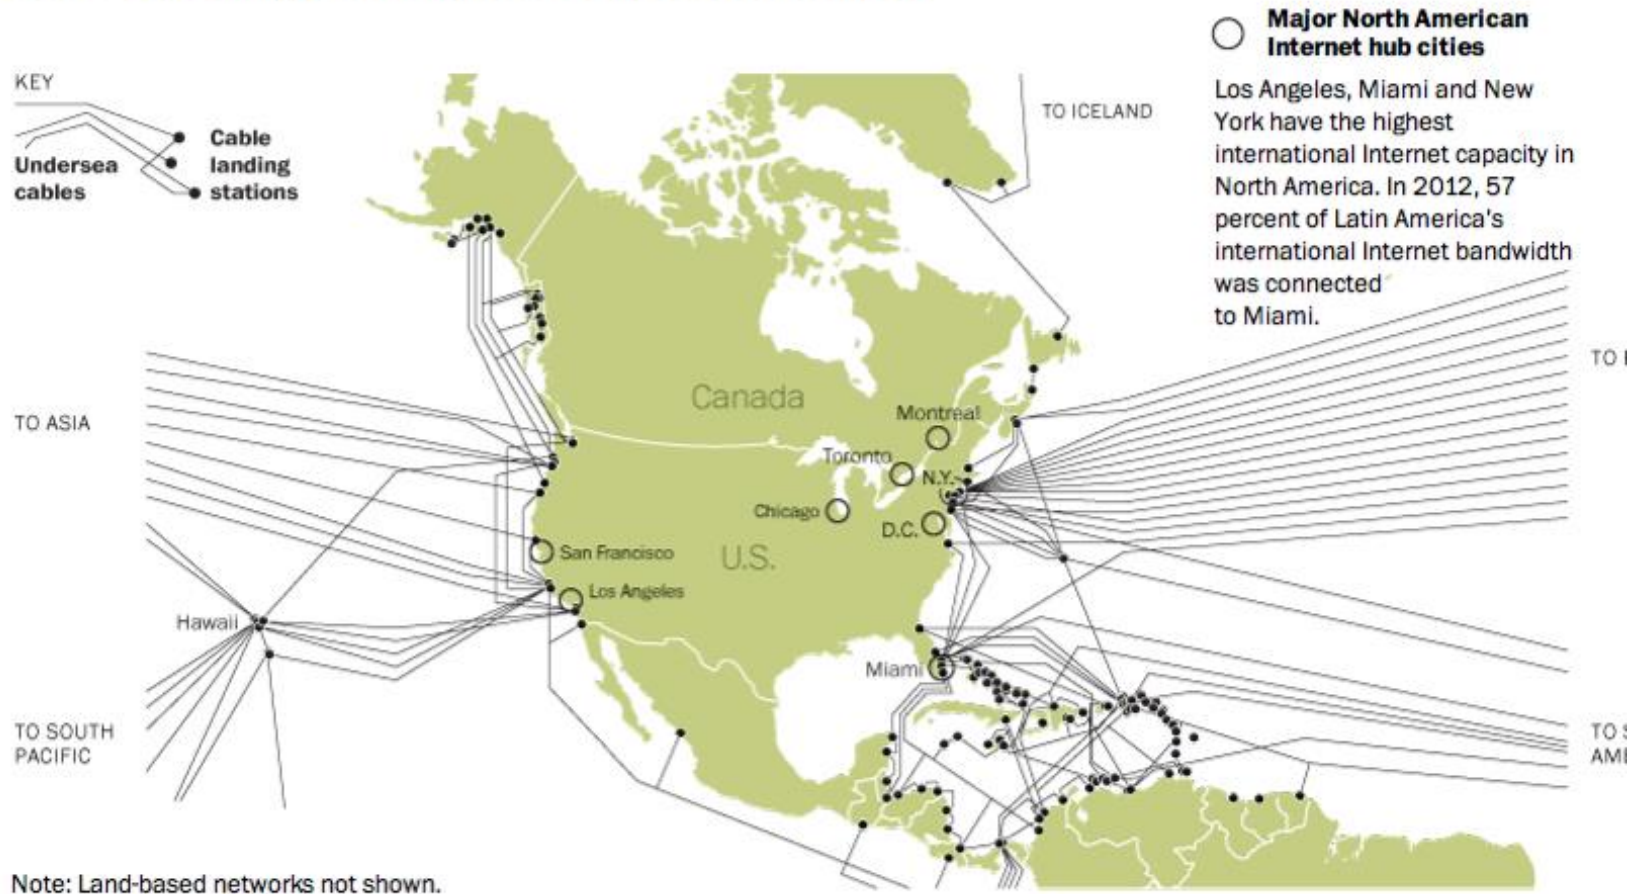 Major North American
Internet hub cities
Los Angeles, Miami and New
York have the highest
international Internet capacity in
North America. In 2012, 57
percent of Latin America's
international Internet bandwidth
was connected
to Miami.
KEY
Cable
landing
stations
Undersea
cables
TO ICELAND
TO ASIA
TO
Canada
Montreal
Toronto
N.Y.
Chicago
D.C.
U.S.
San Francisco
Los Angeles
Hawaii
Miami
TO SOUTH
PACIFIC
TO
Note: Land-based networks not shown.